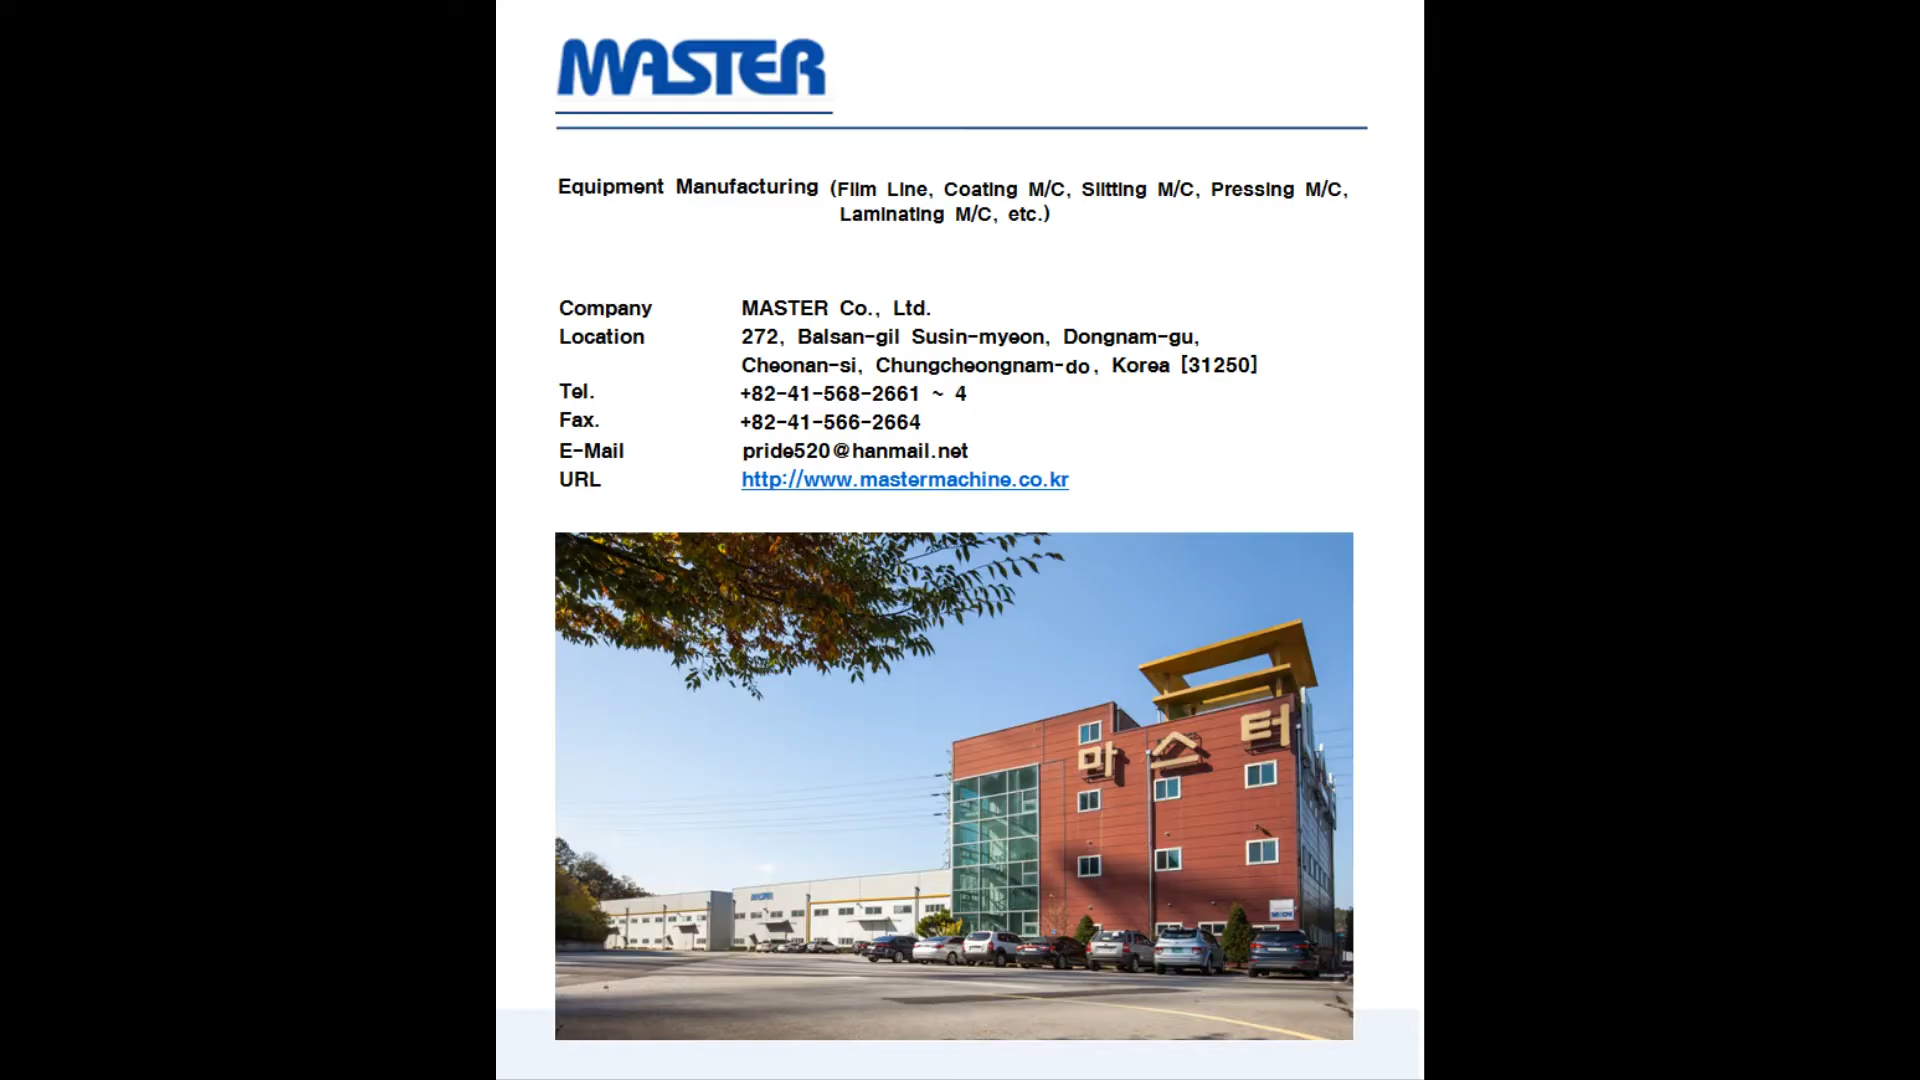 MASTER
Equipment Manufacturing (Film Line, Coating M/C, Slitting M/C, Pressing M/C,
Laminating M/C, etc.)
Company MASTER Co., Ltd.
Location 272, Balsan-gil Susin-myeon, Dongnam-gu,
Cheonan-si, Chungcheongnam-do, Korea [31250]
Tel. +82-41-568-2661 ~ 4
Fax. +82-41-566-2664
E-Mail pride520@hanmail.net
URL http://www.mastermachine.co.kr
마스터